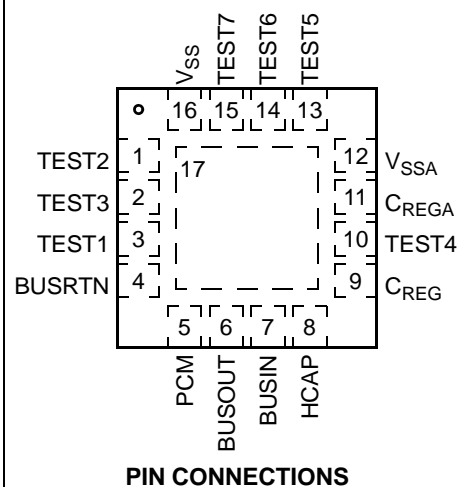 VSS
TEST7
TEST6
TEST5
16
15
14
13
TEST2
1
17
12
VSSA
TEST3
2
11
CREGA
TEST1
3
10
TEST4
BUSRTN
4
9
CREG
5
6
7
8
PCM
BUSOUT
BUSIN
HCAP
PIN CONNECTIONS